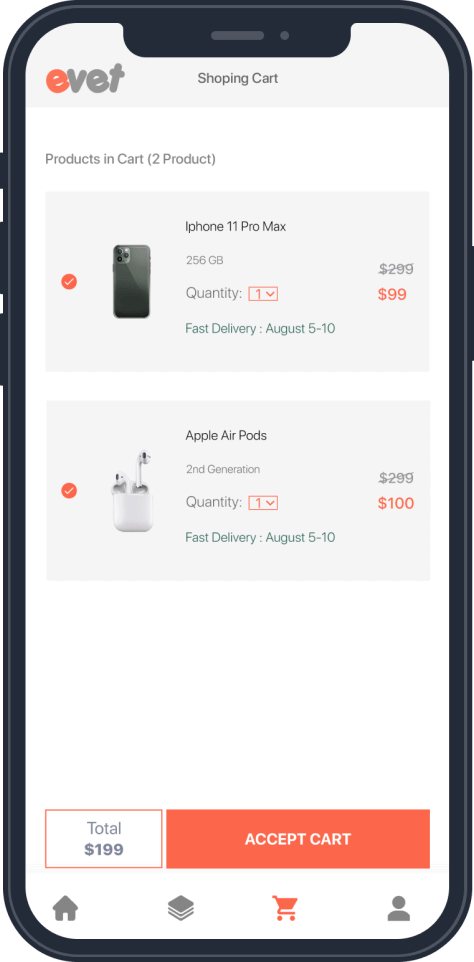 evet
Shoping Cart
Products in Cart (2 Product)
Iphone 11 Pro Max
256 GB
$299
Quantity: 1
$99
Fast Delivery : August 5-10
Apple Air Pods
2nd Generation
$299
Quantity: 1
$100
Fast Delivery : August 5-10
Total
$199
ACCEPT CART